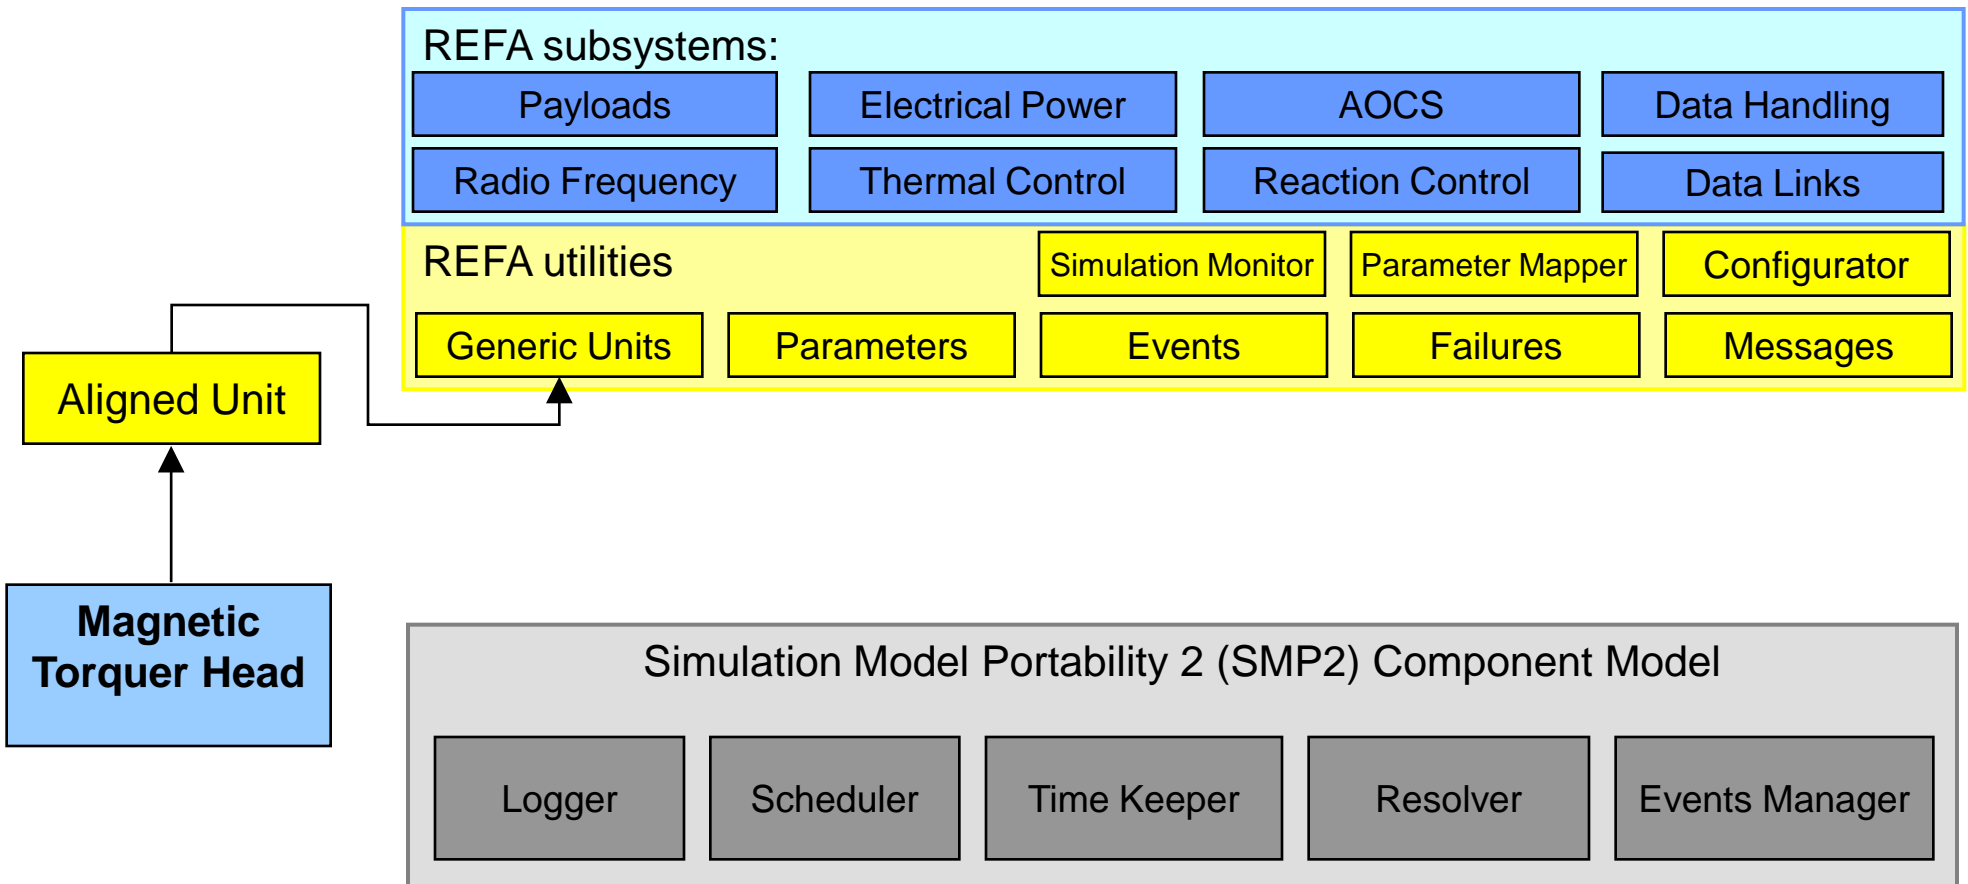 REFA subsystems:
Payloads
Electrical Power
AOCS
Data Handling
Radio Frequency
Thermal Control
Reaction Control
Data Links
REFA utilities
Simulation Monitor
Parameter Mapper
Configurator
Generic Units
Parameters
Events
Failures
Messages
Aligned Unit
Magnetic
Torquer Head
Simulation Model Portability 2 (SMP2) Component Model
Logger
Scheduler
Time Keeper
Resolver
Events Manager